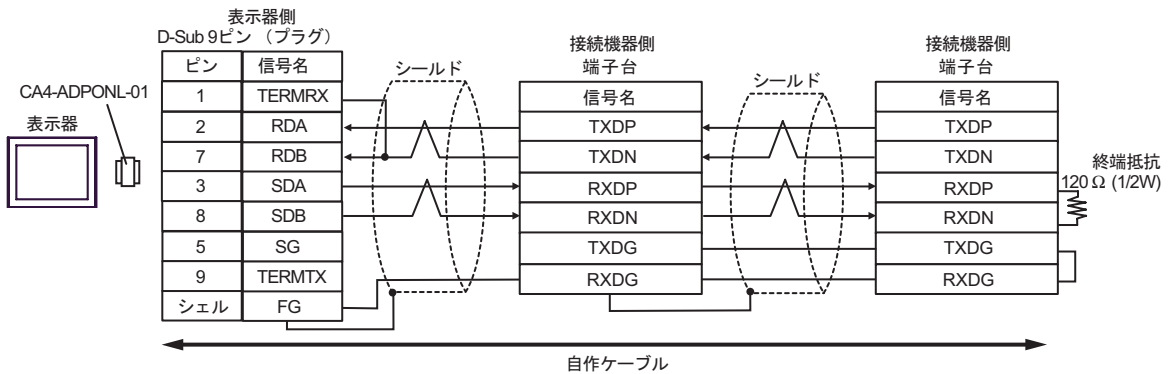 表示器側
D-Sub 9ピン （プラグ）
ピン 信号名
1 TERMRX
2 RDA
7 RDB
3 SDA
8 SDB
5 SG
9 TERMTX
シェル FG
CA4-ADPONL-01
表示器
シールド
接続機器側
端子台
信号名
TXDP
TXDN
RXDP
RXDN
TXDG
RXDG
シールド
接続機器側
端子台
信号名
TXDP
TXDN
RXDP
RXDN
TXDG
RXDG
終端抵抗
120 Ω (1/2W)
自作ケーブル